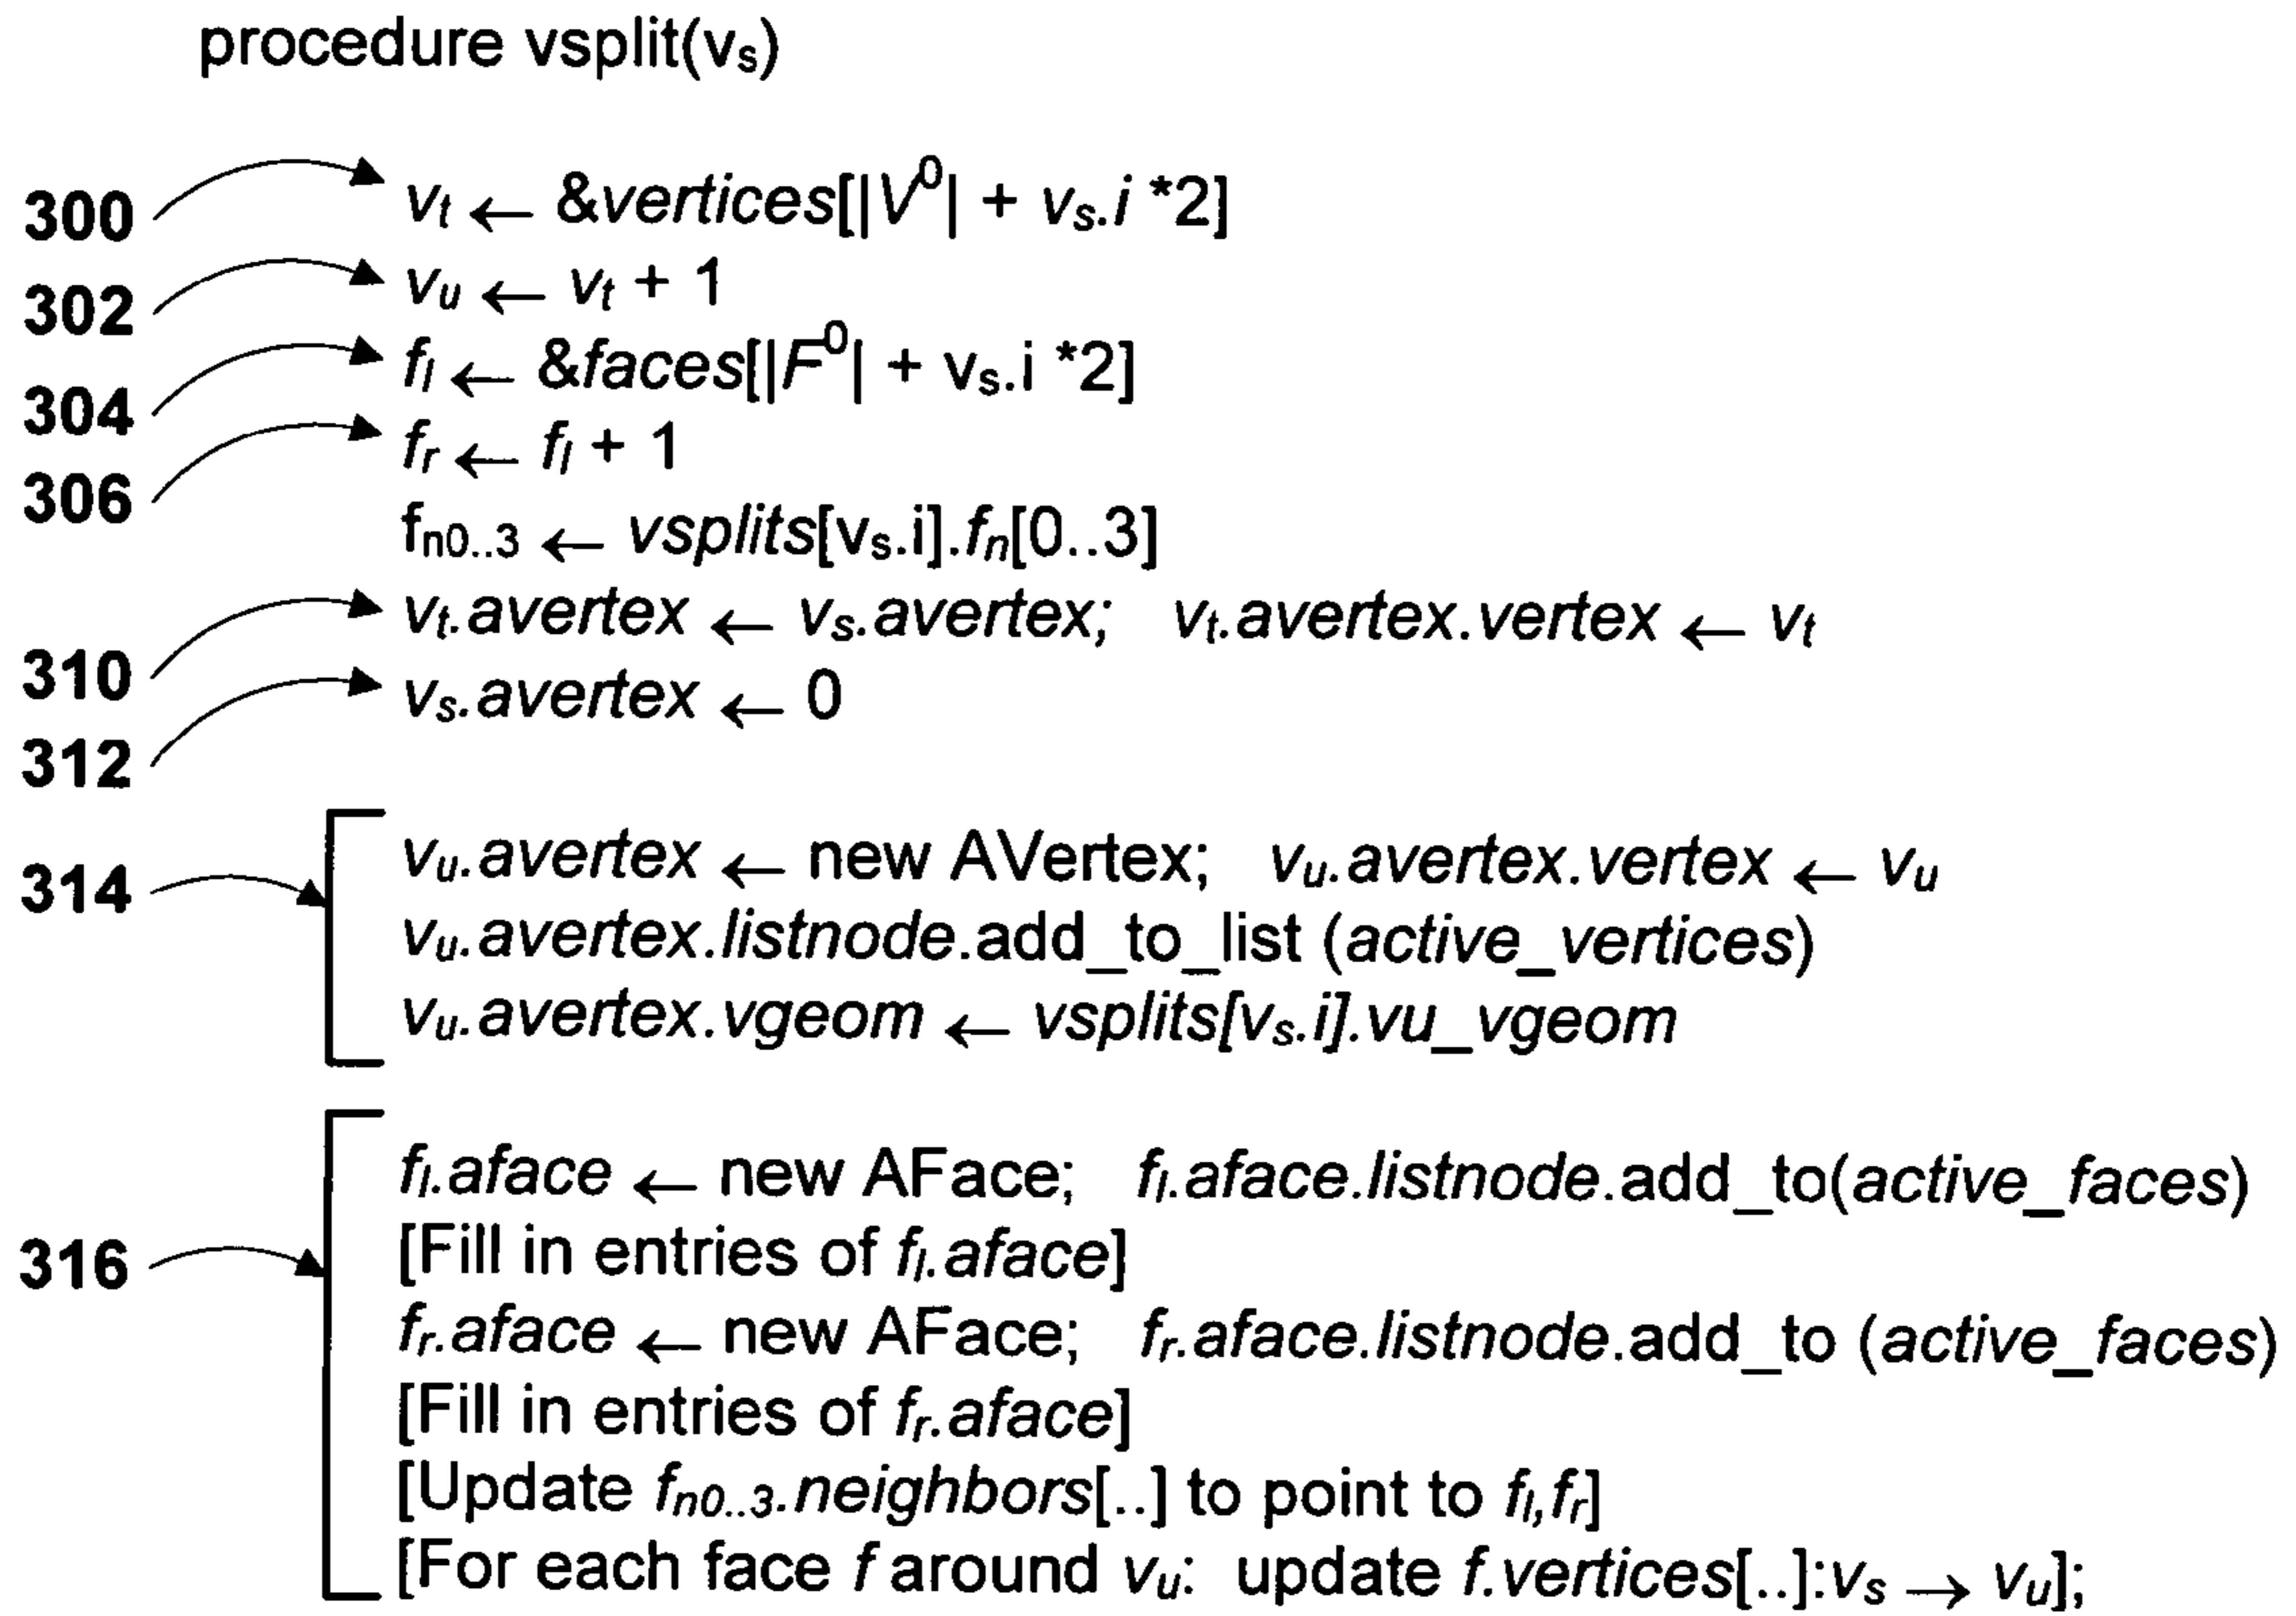 procedure vsplit(vₛ)
300 vₜ ← &vertices[|V⁰| + vₛ.i *2]
302 vᵤ ← vₜ + 1
304 fₗ ← &faces[|F⁰| + vₛ.i *2]
306 fᵣ ← fₗ + 1
fₙ₀..₃ ← vsplits[vₛ.i].fₙ[0..3]
310 vₜ.avertex ← vₛ.avertex; vₜ.avertex.vertex ← vₜ
312 vₛ.avertex ← 0
314 vᵤ.avertex ← new AVertex; vᵤ.avertex.vertex ← vᵤ
vᵤ.avertex.listnode.add_to_list (active_vertices)
vᵤ.avertex.vgeom ← vsplits[vₛ.i].vu_vgeom
fₗ.aface ← new AFace; fₗ.aface.listnode.add_to(active_faces)
316 [Fill in entries of fₗ.aface]
fᵣ.aface ← new AFace; fᵣ.aface.listnode.add_to (active_faces)
[Fill in entries of fᵣ.aface]
[Update fₙ₀..₃.neighbors[..] to point to fₗ,fᵣ]
[For each face f around vᵤ: update f.vertices[..]:vₛ → vᵤ];